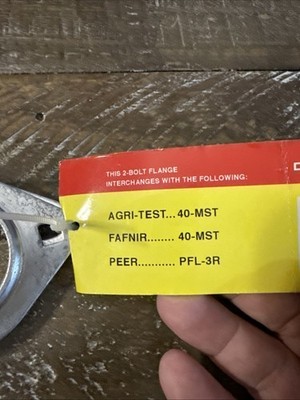 THIS 2-BOLT FLANGE
INTERCHANGES WITH THE FOLLOWING:
AGRI-TEST...40-MST
FAFNIR........ 40-MST
PEER........... PFL-3R